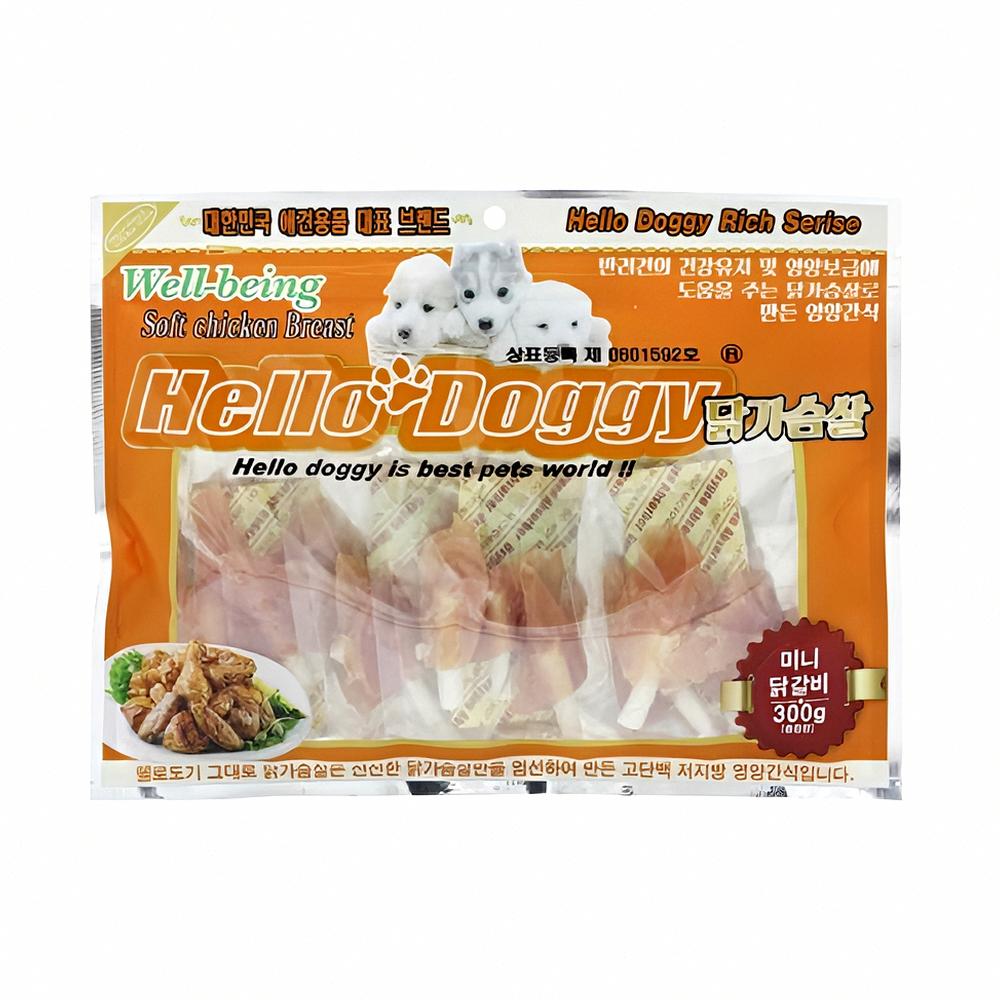 대한민국 애견용품 대표 브랜드
Hello Doggy Rich Serise
Well-being
Soft chicken Breast
반려견의 건강유지 및 영양보급에
도움을 주는 닭가슴살로
만든 영양간식
상표등록 제 0601592호 ®
Hello Doggy 닭가슴살
Hello doggy is best pets world !!
미니
닭갈비
300g
헬로도기 그대로 닭가슴살은 신선한 닭가슴살만을 엄선하여 만든 고단백 저지방 영양간식입니다.